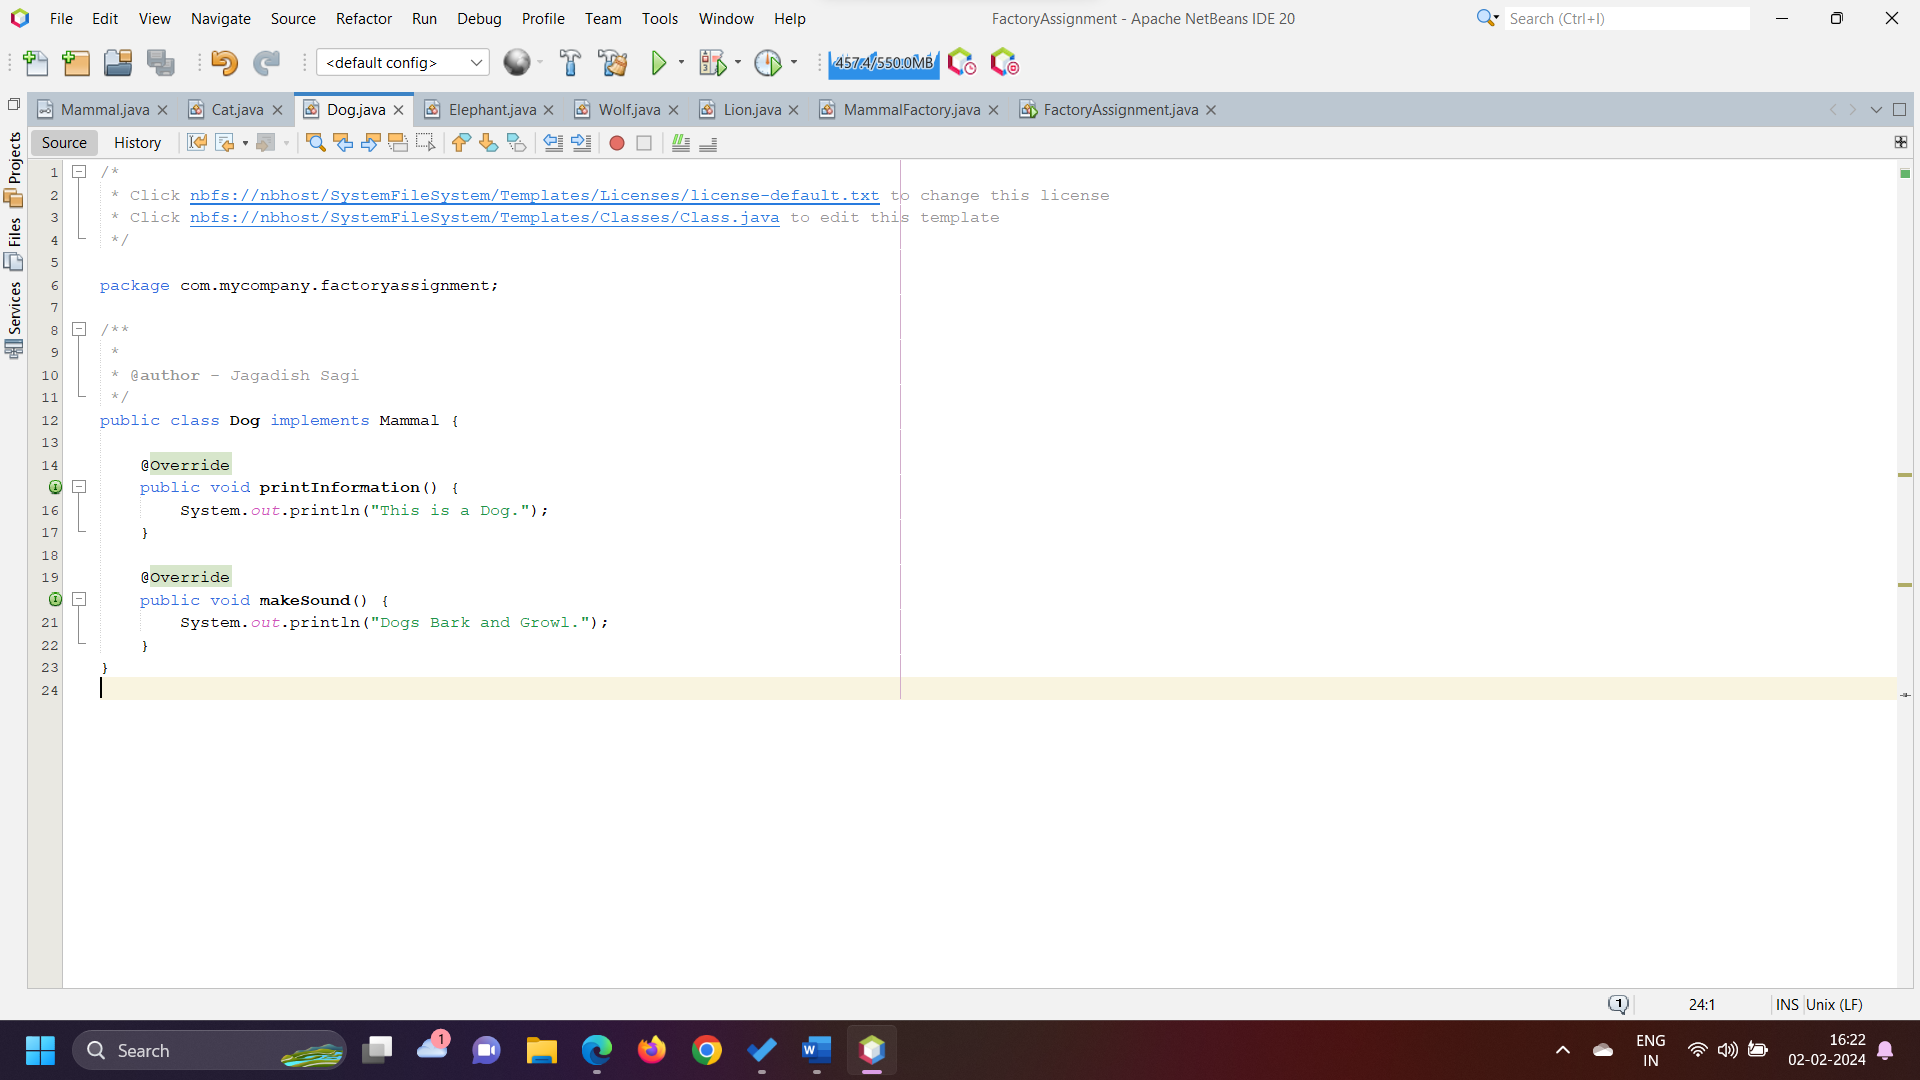 File Edit View Navigate Source Refactor Run Debug Profile Team Tools Window Help FactoryAssignment - Apache NetBeans IDE 20 Search (Ctrl+I)
<default config> 457.4/550.0MB
Mammal.java Cat.java Dog.java Elephant.java Wolf.java Lion.java MammalFactory.java FactoryAssignment.java
Source History
Projects
Files
Services
1 /*
2 * Click nbfs://nbhost/SystemFileSystem/Templates/Licenses/license-default.txt to change this license
3 * Click nbfs://nbhost/SystemFileSystem/Templates/Classes/Class.java to edit this template
4 */
5
6 package com.mycompany.factoryassignment;
7
8 /**
9 *
10 * @author - Jagadish Sagi
11 */
12 public class Dog implements Mammal {
13
14 @Override
public void printInformation() {
16 System.out.println("This is a Dog.");
17 }
18
19 @Override
public void makeSound() {
21 System.out.println("Dogs Bark and Growl.");
22 }
23 }
24
1 24:1 INS Unix (LF)
Search 1 ENG IN 16:22 02-02-2024